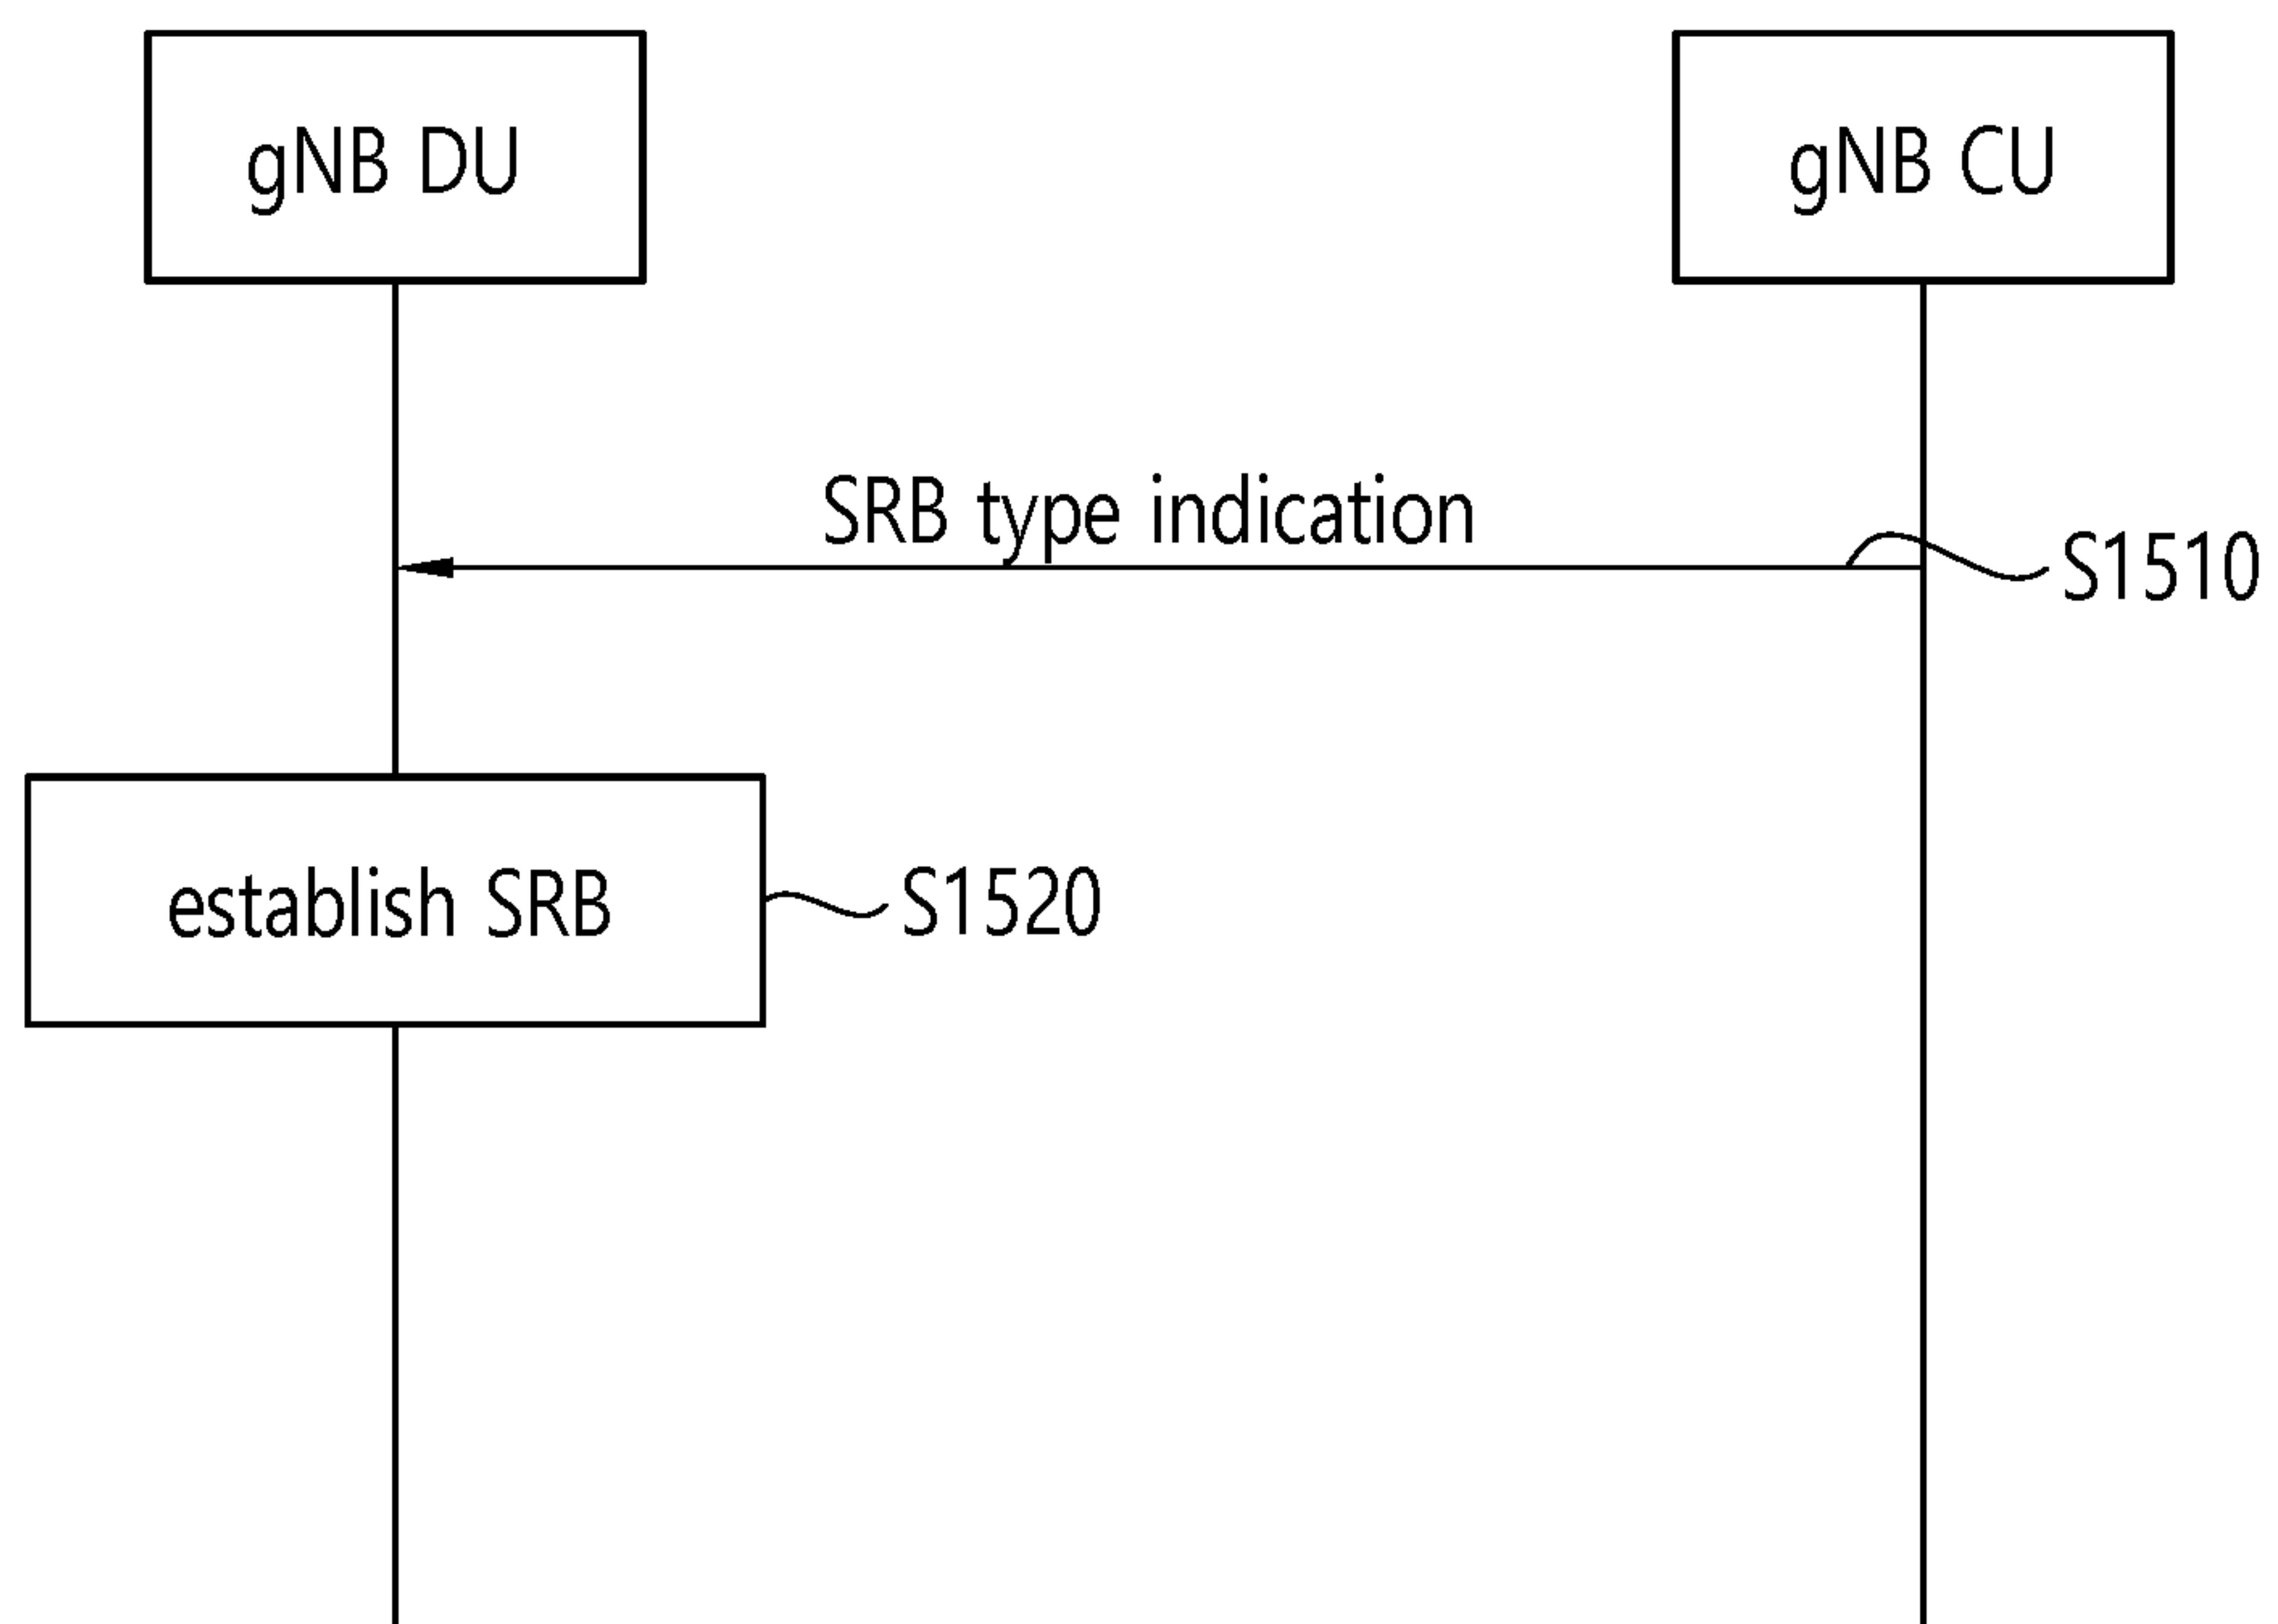 gNB DU
gNB CU
SRB type indication
S1510
establish SRB
S1520